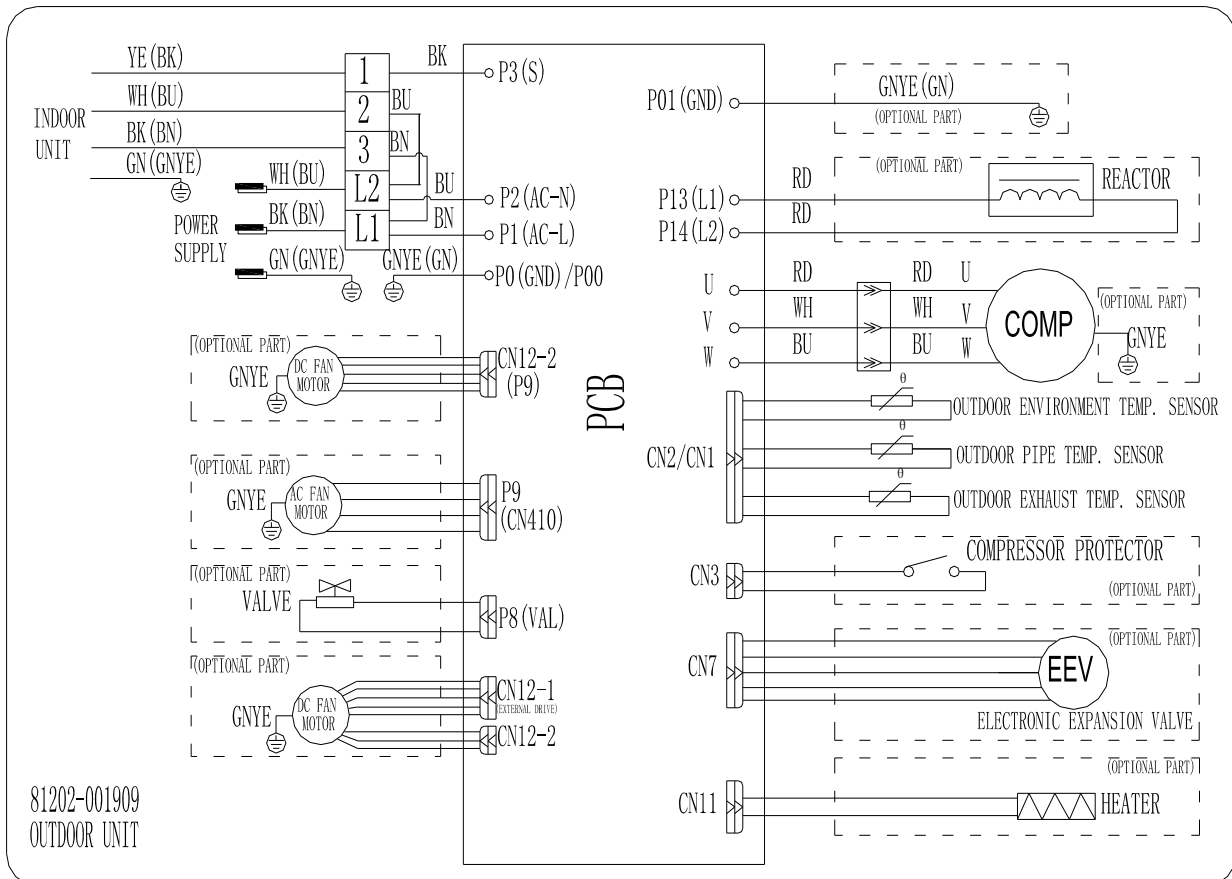 YE(BK)
WH(BU)
BK(BN)
GN(GNYE)
INDOOR
UNIT
1
2
3
L2
L1
BK
BU
BN
BU
BN
P3(S)
P2(AC-N)
P1(AC-L)
P0(GND)/P00
WH(BU)
BK(BN)
GN(GNYE)
POWER
SUPPLY
GNYE(GN)
(OPTIONAL PART)
GNYE
DC FAN
MOTOR
CN12-2
(P9)
(OPTIONAL PART)
GNYE
AC FAN
MOTOR
P9
(CN410)
(OPTIONAL PART)
VALVE
P8(VAL)
(OPTIONAL PART)
GNYE
DC FAN
MOTOR
CN12-1
(EXTERNAL DRIVE)
CN12-2
81202-001909
OUTDOOR UNIT
PCB
P01(GND)
GNYE(GN)
(OPTIONAL PART)
P13(L1)
P14(L2)
RD
RD
(OPTIONAL PART)
REACTOR
U
V
W
RD
WH
BU
RD
WH
BU
U
V
W
COMP
(OPTIONAL PART)
GNYE
CN2/CN1
θ
OUTDOOR ENVIRONMENT TEMP. SENSOR
θ
OUTDOOR PIPE TEMP. SENSOR
θ
OUTDOOR EXHAUST TEMP. SENSOR
CN3
COMPRESSOR PROTECTOR
(OPTIONAL PART)
CN7
(OPTIONAL PART)
EEV
ELECTRONIC EXPANSION VALVE
CN11
(OPTIONAL PART)
HEATER